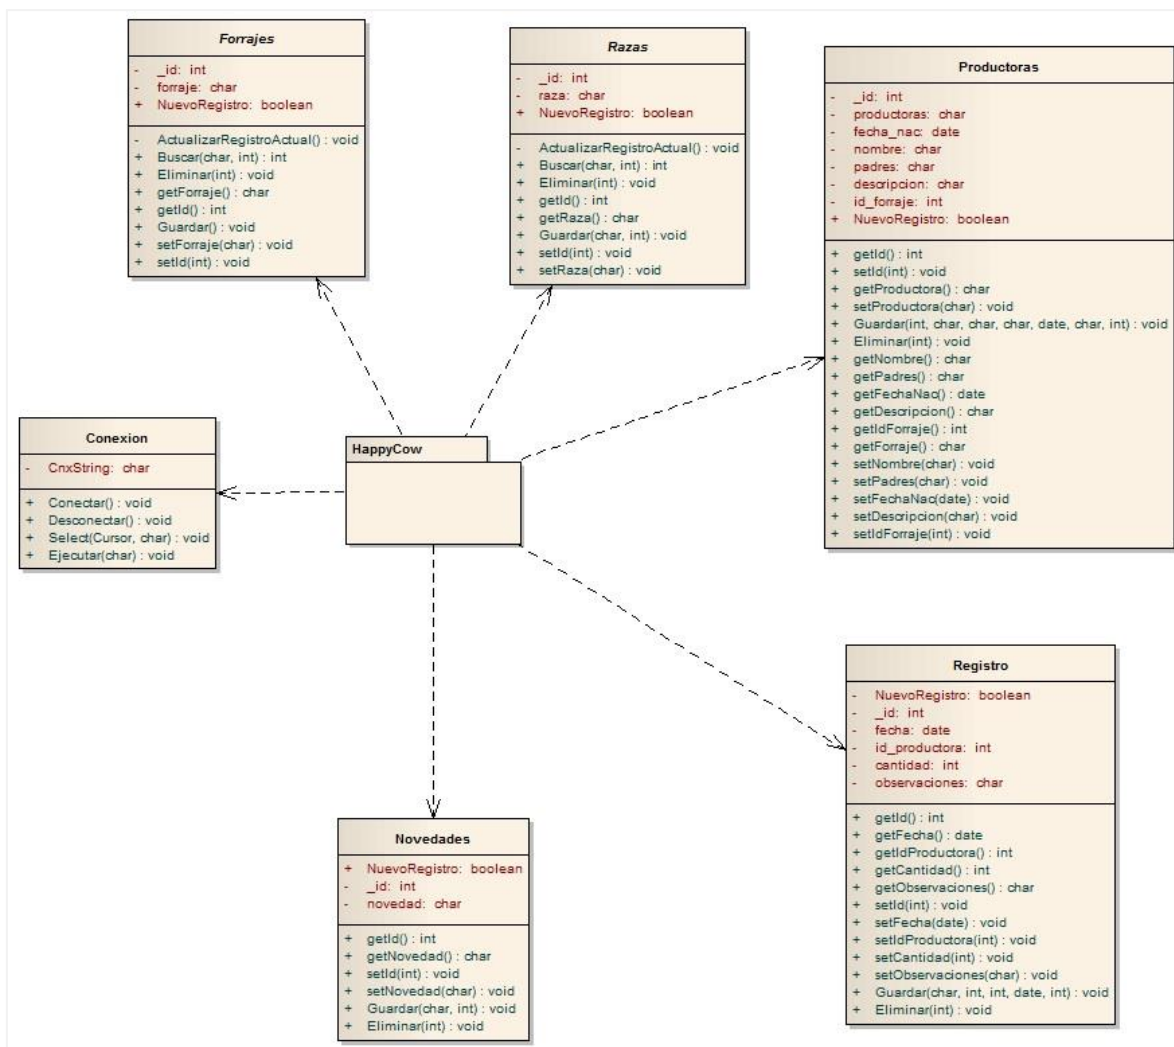 Forrajes
- _id: int
- forraje: char
+ NuevoRegistro: boolean
- ActualizarRegistroActual() : void
+ Buscar(char, int) : int
+ Eliminar(int) : void
+ getForraje() : char
+ getId() : int
+ Guardar() : void
+ setForraje(char) : void
+ setId(int) : void
Razas
- _id: int
- raza: char
+ NuevoRegistro: boolean
- ActualizarRegistroActual() : void
+ Buscar(char, int) : int
+ Eliminar(int) : void
+ getId() : int
+ getRaza() : char
+ Guardar(char, int) : void
+ setId(int) : void
+ setRaza(char) : void
Productoras
- _id: int
- productoras: char
- fecha_nac: date
- nombre: char
- padres: char
- descripcion: char
- id_forraje: int
+ NuevoRegistro: boolean
+ getId() : int
+ setId(int) : void
+ getProductora() : char
+ setProductora(char) : void
+ Guardar(int, char, char, char, date, char, int) : void
+ Eliminar(int) : void
+ getNombre() : char
+ getPadres() : char
+ getFechaNac() : date
+ getDescripcion() : char
+ getIdForraje() : int
+ getForraje() : char
+ setNombre(char) : void
+ setPadres(char) : void
+ setFechaNac(date) : void
+ setDescripcion(char) : void
+ setIdForraje(int) : void
Conexion
- CnxString: char
+ Conectar() : void
+ Desconectar() : void
+ Select(Cursor, char) : void
+ Ejecutar(char) : void
HappyCow
Novedades
+ NuevoRegistro: boolean
- _id: int
- novedad: char
+ getId() : int
+ getNovedad() : char
+ setId(int) : void
+ setNovedad(char) : void
+ Guardar(char, int) : void
+ Eliminar(int) : void
Registro
- NuevoRegistro: boolean
- _id: int
- fecha: date
- id_productora: int
- cantidad: int
- observaciones: char
+ getId() : int
+ getFecha() : date
+ getIdProductora() : int
+ getCantidad() : int
+ getObservaciones() : char
+ setId(int) : void
+ setFecha(date) : void
+ setIdProductora(int) : void
+ setCantidad(int) : void
+ setObservaciones(char) : void
+ Guardar(char, int, int, date, int) : void
+ Eliminar(int) : void